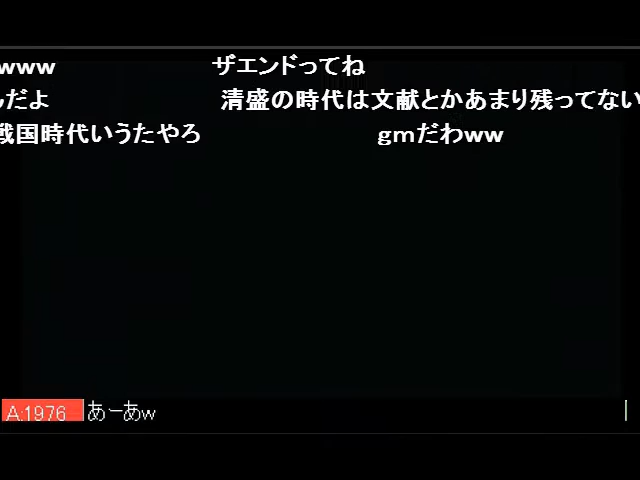 www
ザエンドってね
んだよ
清盛の時代は文献とかあまり残ってない
戦国時代いうたやろ
gmだわww
A:1976 あーあw